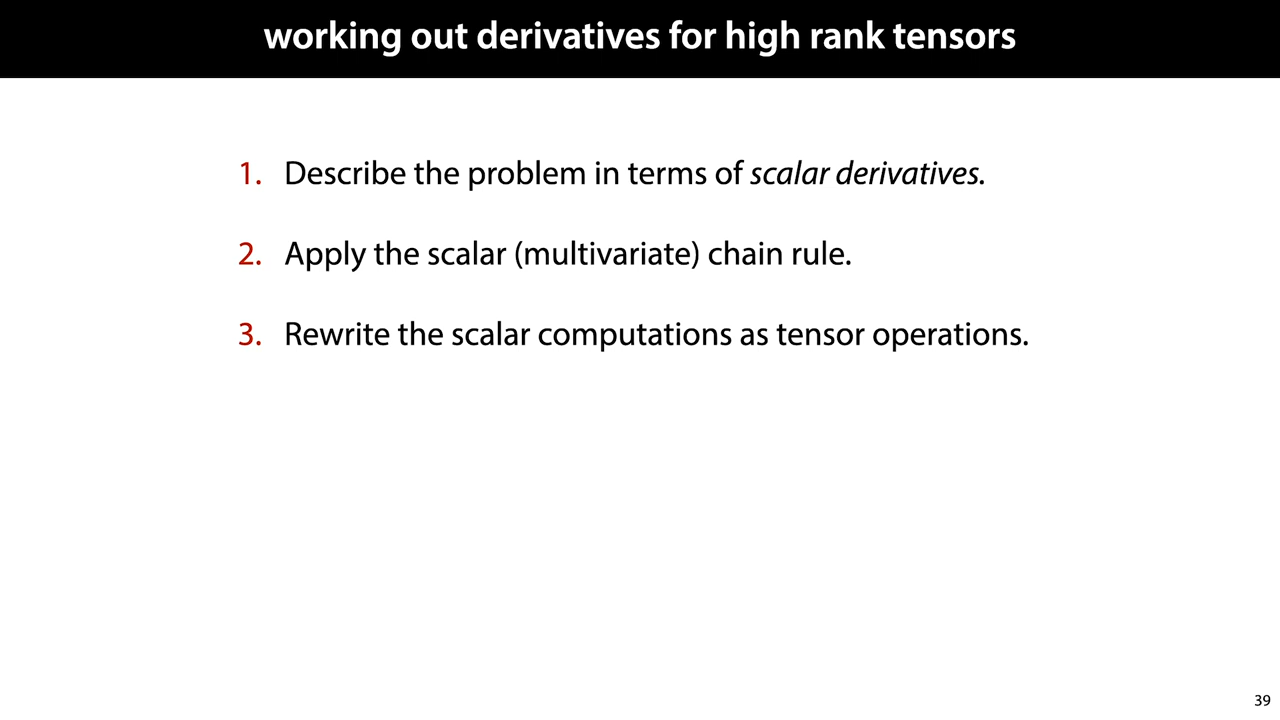 working out derivatives for high rank tensors
1. Describe the problem in terms of scalar derivatives.
2. Apply the scalar (multivariate) chain rule.
3. Rewrite the scalar computations as tensor operations.
39